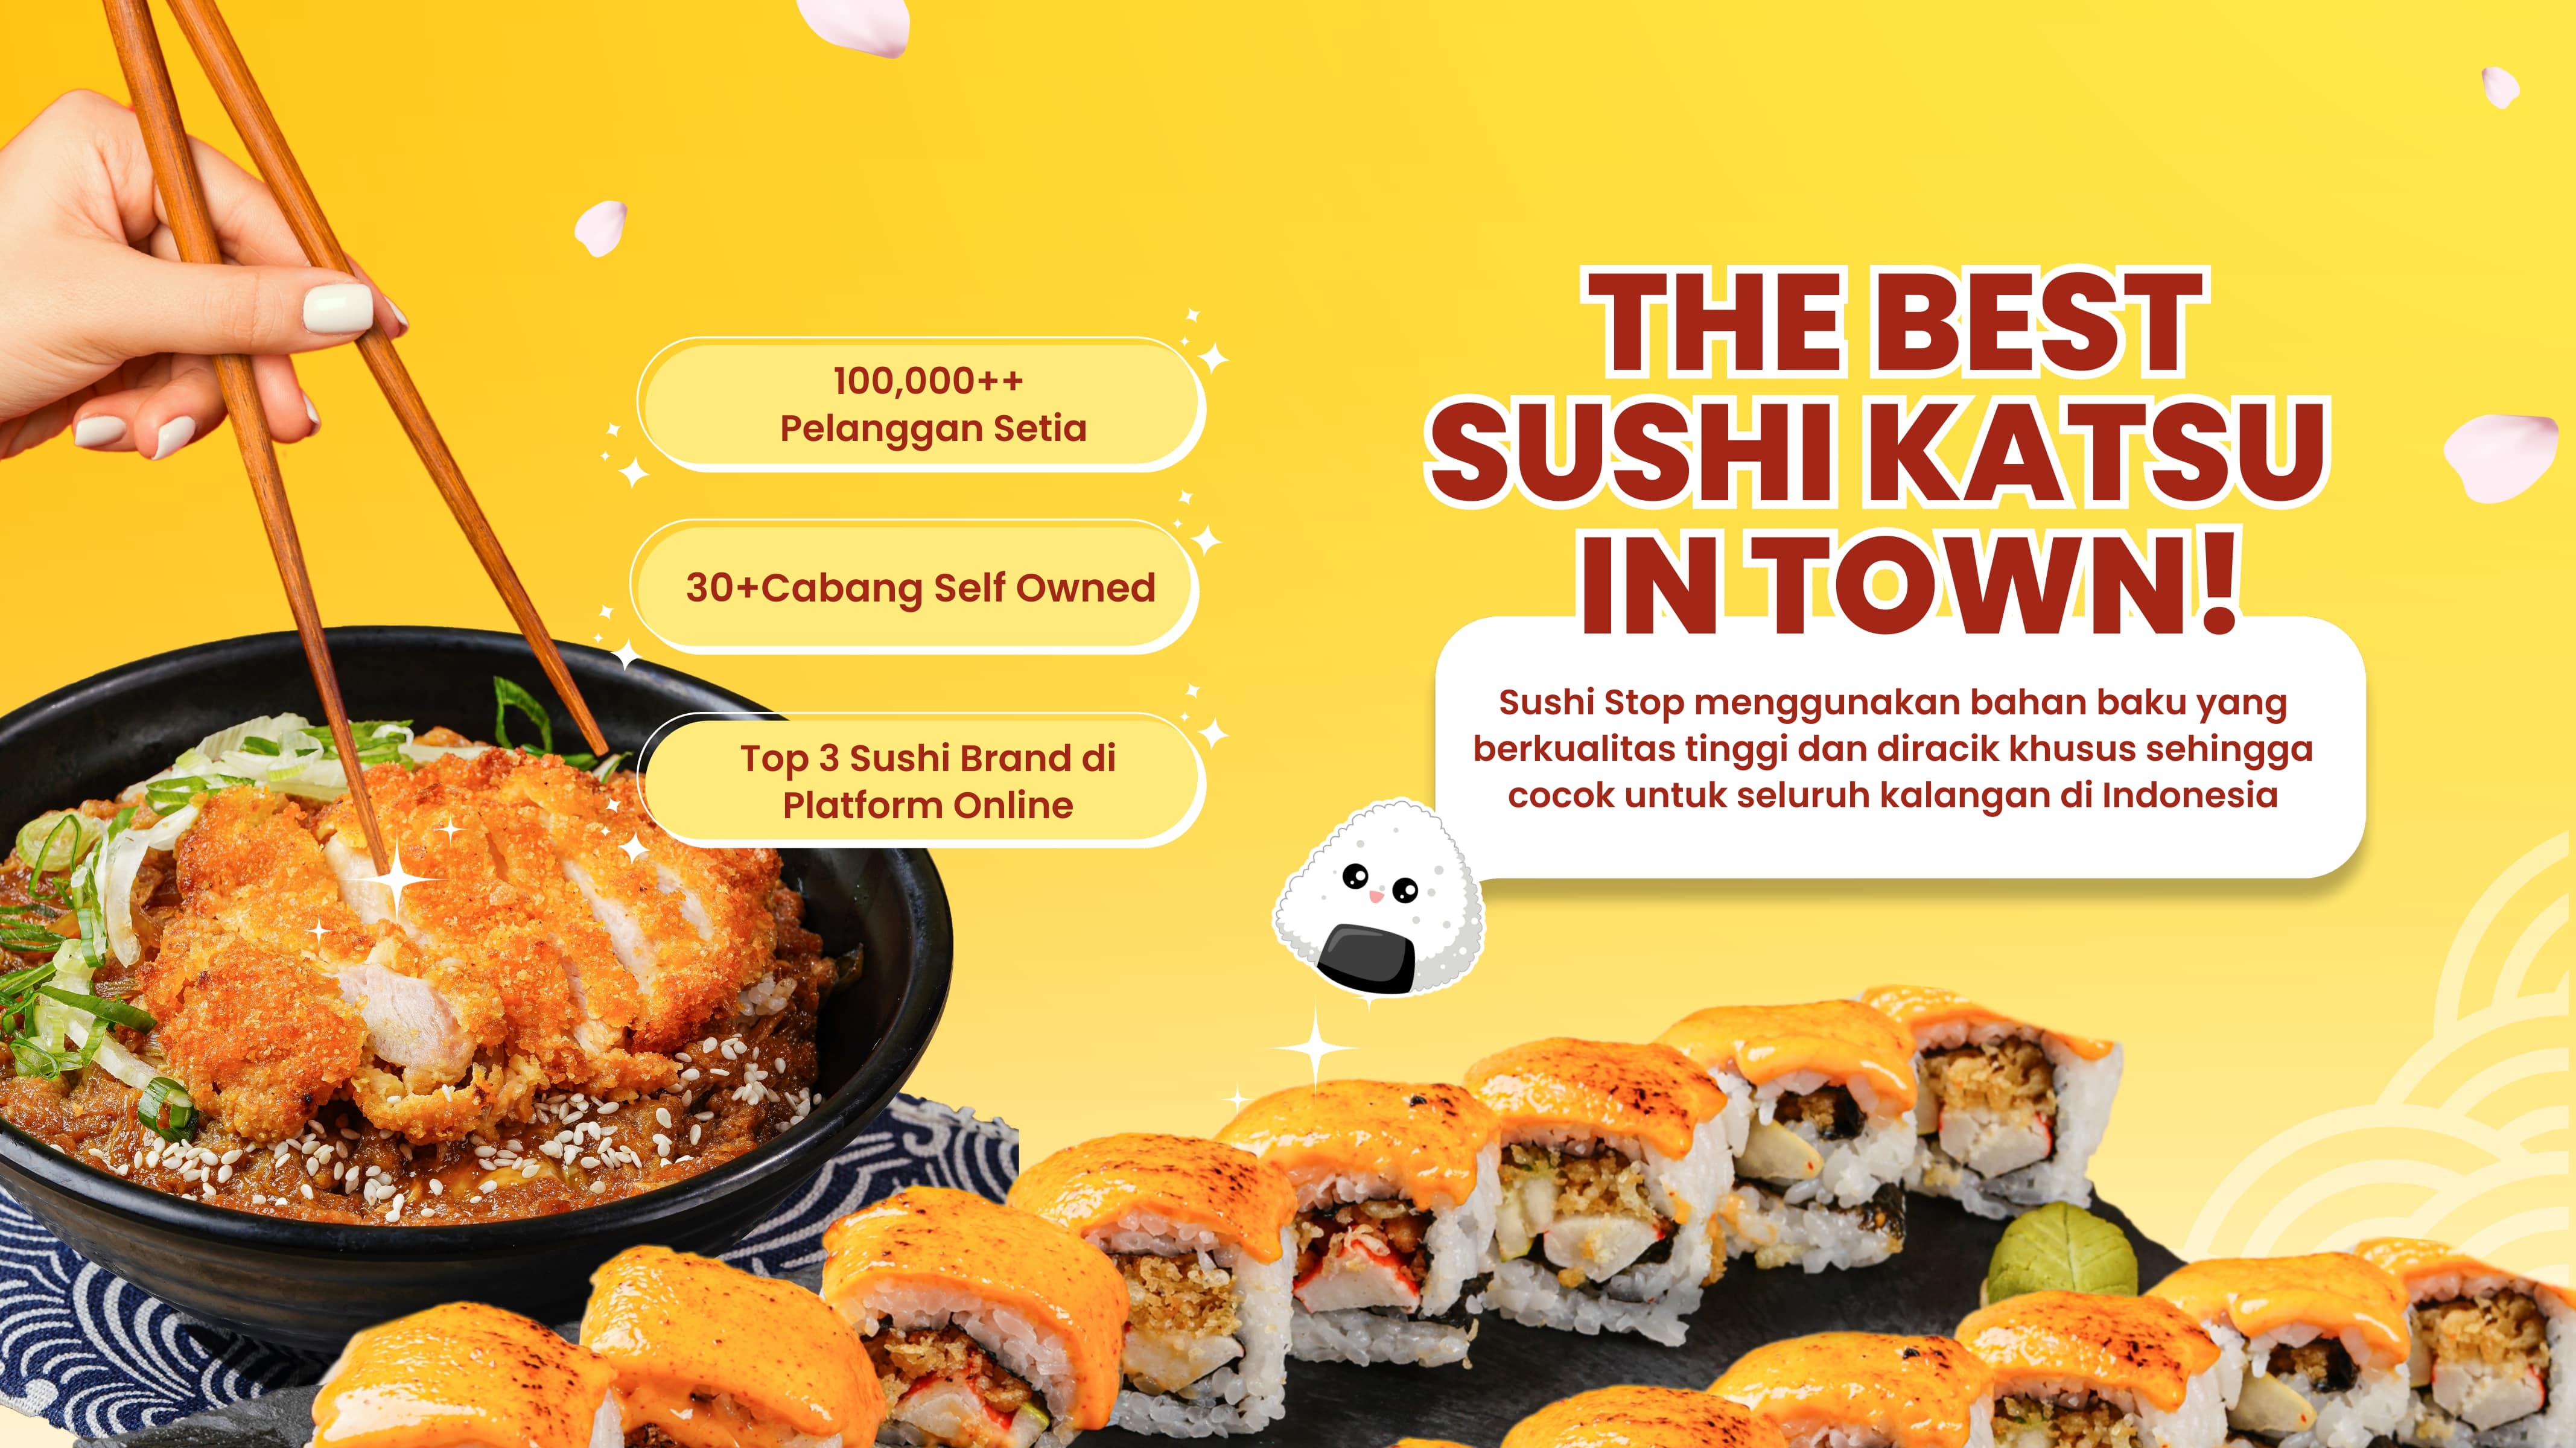 100,000++
Pelanggan Setia
30+Cabang Self Owned
Top 3 Sushi Brand di
Platform Online
THE BEST
SUSHI KATSU
IN TOWN!
Sushi Stop menggunakan bahan baku yang
berkualitas tinggi dan diracik khusus sehingga
cocok untuk seluruh kalangan di Indonesia